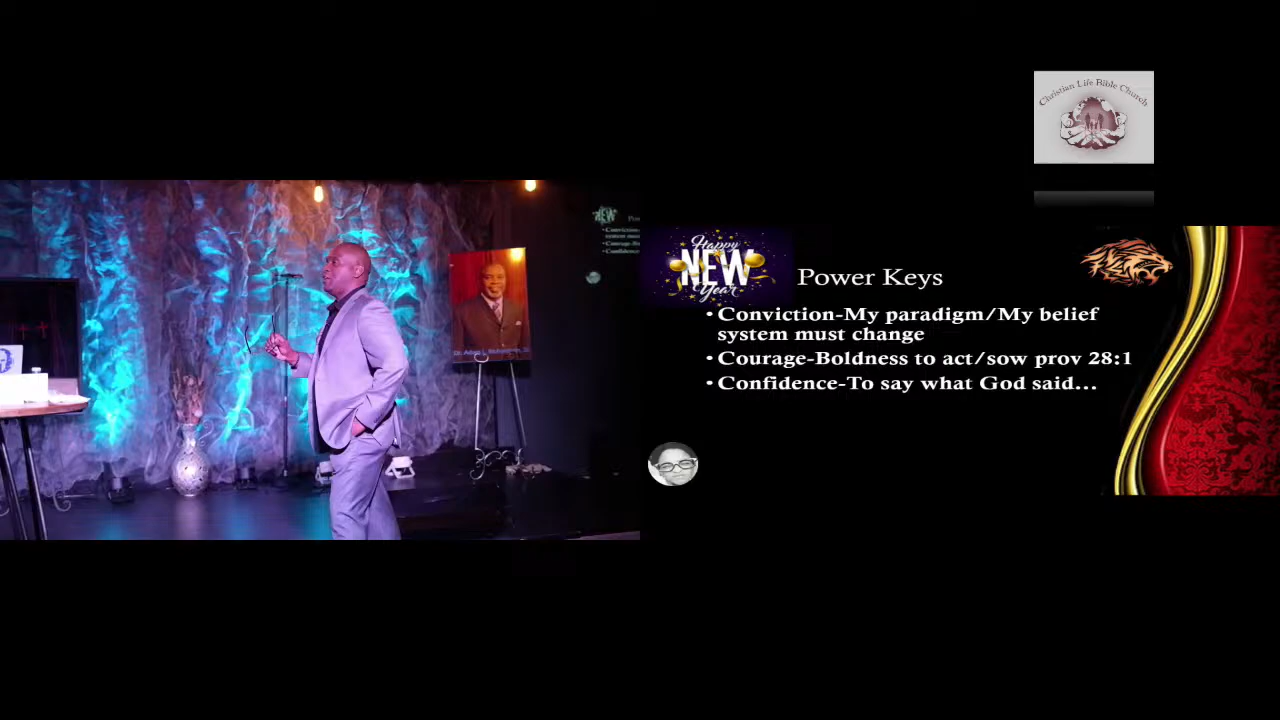 Christian Life Bible Church
Happy
NEW
Year
Power Keys
• Conviction-My paradigm/My belief
system must change
• Courage-Boldness to act/sow prov 28:1
• Confidence-To say what God said...
NEW